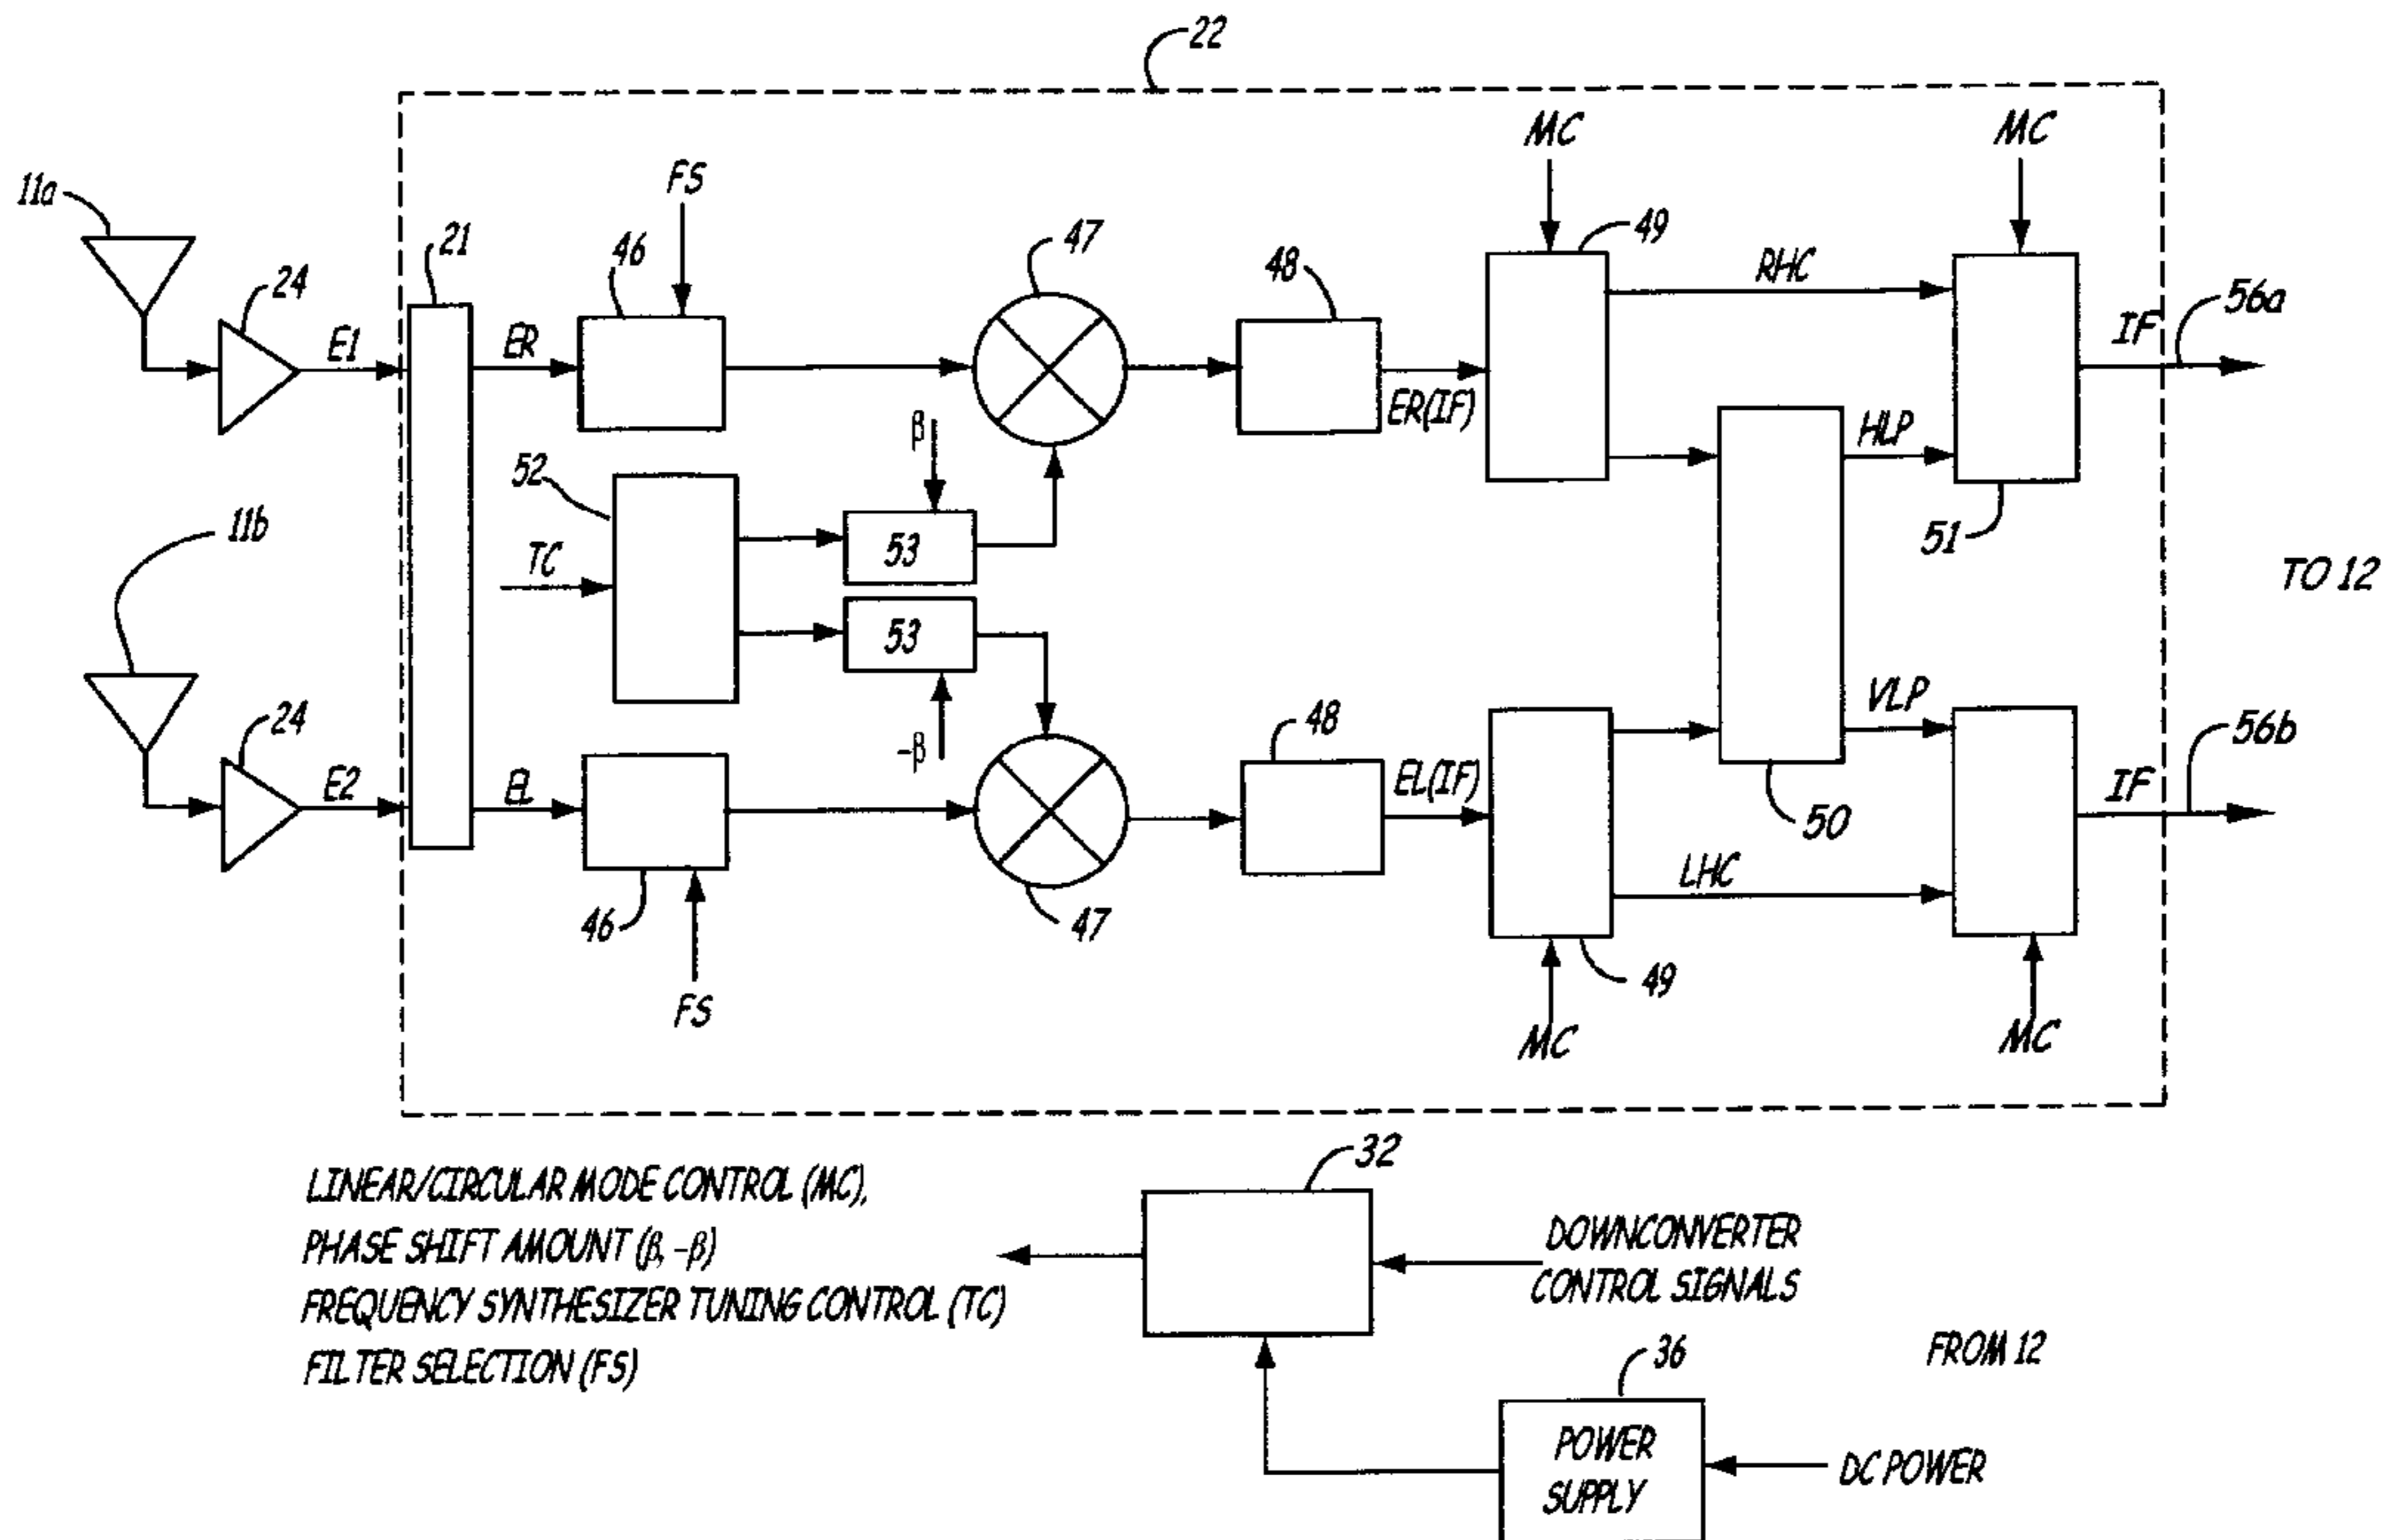 22
MC
MC
FS
11a
21
46
47
48
49
RHC
56a
24
E1
ER
ER(IF)
IF
β
HLP
52
51
11b
TC
53
53
TO 12
-β
VLP
24
E2
EL
48
EL(IF)
IF
56b
50
LHC
46
47
49
FS
MC
MC
LINEAR/CIRCULAR MODE CONTROL (MC),
PHASE SHIFT AMOUNT (β, -β)
FREQUENCY SYNTHESIZER TUNING CONTROL (TC)
FILTER SELECTION (FS)
32
DOWNCONVERTER
CONTROL SIGNALS
36
FROM 12
POWER
SUPPLY
DC POWER